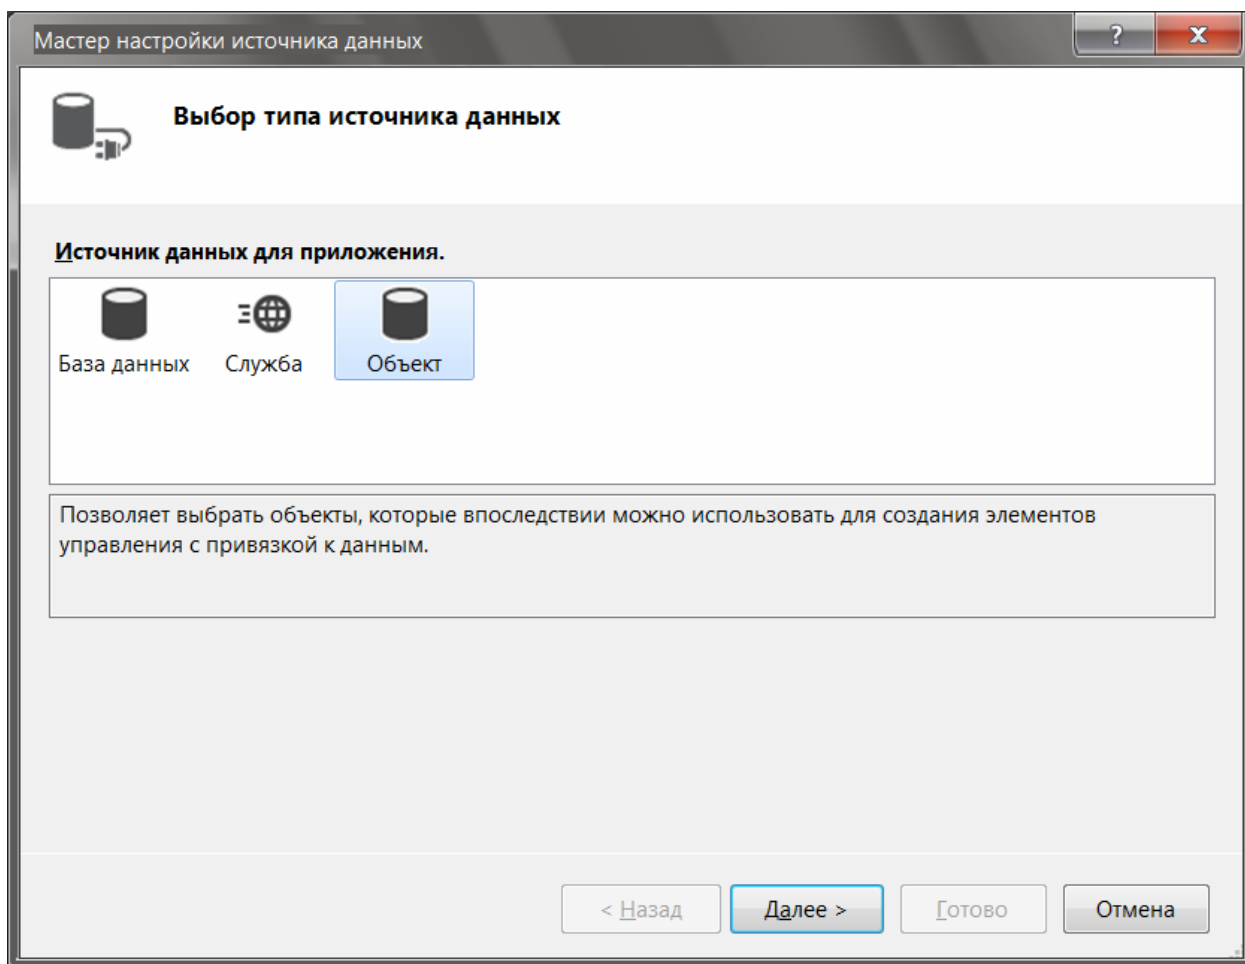 Мастер настройки источника данных
?
x
Выбор типа источника данных
Источник данных для приложения.
База данных
Служба
Объект
Позволяет выбрать объекты, которые впоследствии можно использовать для создания элементов
управления с привязкой к данным.
< Назад
Далее >
Готово
Отмена